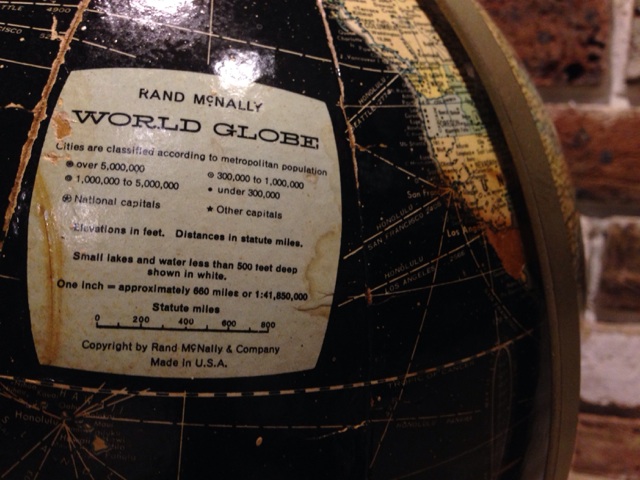 RAND McNALLY
WORLD GLOBE
Cities are classified according to metropolitan population
over 5,000,000
300,000 to 1,000,000
1,000,000 to 5,000,000
under 300,000
National capitals
Other capitals
Elevations in feet. Distances in statute miles.
Small lakes and water less than 500 feet deep
shown in white.
One inch = approximately 660 miles or 1:41,850,000
Statute miles
0 200 400 600 800
Copyright by Rand McNally & Company
Made in U.S.A.
4900
HONOLULU
SAN FRANCISCO
HONOLULU
LOS ANGELES
San
Los
Honolulu